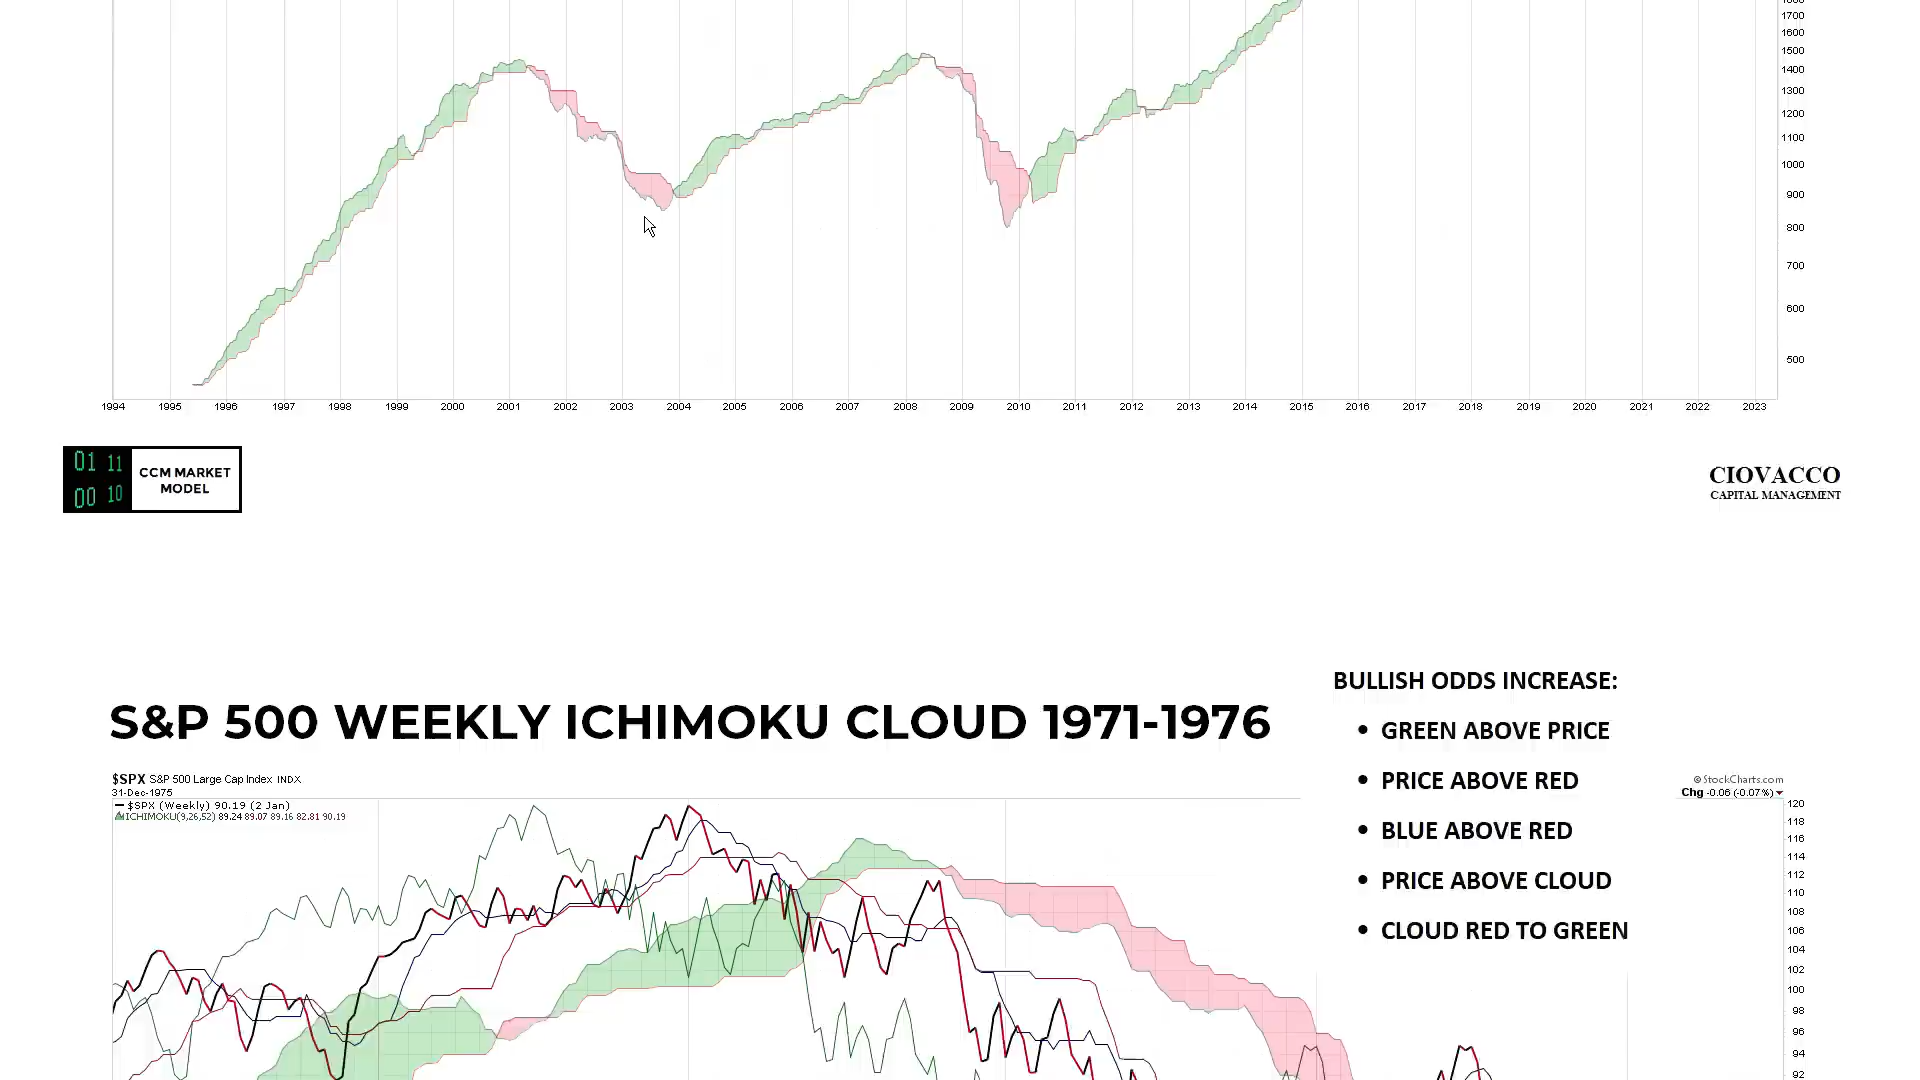 1700
1600
1500
1400
1300
1200
1100
1000
900
800
700
600
500
1994 1995 1996 1997 1998 1999 2000 2001 2002 2003 2004 2005 2006 2007 2008 2009 2010 2011 2012 2013 2014 2015 2016 2017 2018 2019 2020 2021 2022 2023
01 11
00 10
CCM MARKET
MODEL
CIOVACCO
CAPITAL MANAGEMENT
BULLISH ODDS INCREASE:
• GREEN ABOVE PRICE
• PRICE ABOVE RED
• BLUE ABOVE RED
• PRICE ABOVE CLOUD
• CLOUD RED TO GREEN
S&P 500 WEEKLY ICHIMOKU CLOUD 1971-1976
$SPX S&P 500 Large Cap Index INDX
© StockCharts.com
31-Dec-1975
Chg -0.06 (-0.07%)
$SPX (Weekly) 90.19 (2 Jan)
ICHIMOKU(9,26,52) 89.24 89.07 89.16 82.81 90.19
120
118
116
114
112
110
108
106
104
102
100
98
96
94
92